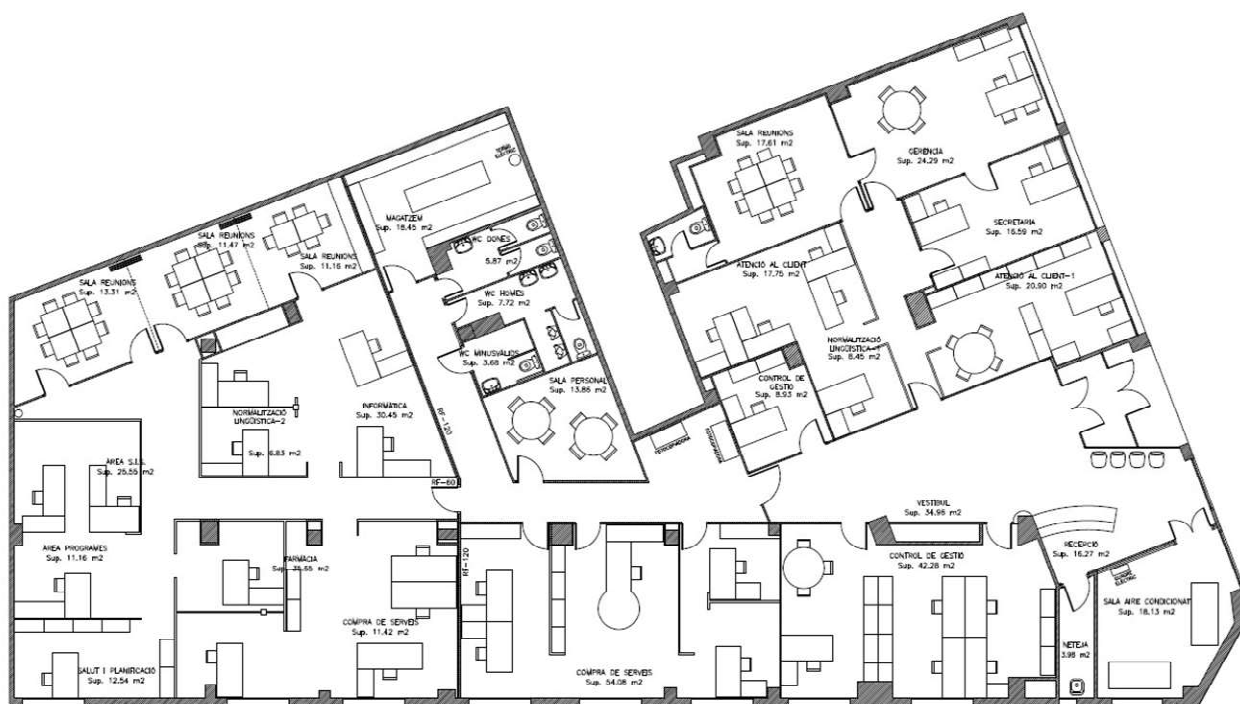 SALA REUNIONS
Sup. 17.61 m2
GERÈNCIA
Sup. 24.29 m2
SECRETARIA
Sup. 16.59 m2
ATENCIÓ AL CLIENT
Sup. 17.75 m2
ATENCIÓ AL CLIENT-1
Sup. 20.90 m2
NORMALITZACIÓ
LINGÜÍSTICA-1
Sup. 8.45 m2
CONTROL DE
GESTIÓ
Sup. 8.93 m2
MAGATZEM
Sup. 18.45 m2
WC DONES
5.87 m2
WC HOMES
Sup. 7.72 m2
WC MINUSVÀLIDS
Sup. 3.68 m2
SALA PERSONAL
Sup. 13.86 m2
SALA REUNIONS
Sup. 11.47 m2
SALA REUNIONS
Sup. 11.16 m2
SALA REUNIONS
Sup. 13.31 m2
NORMALITZACIÓ
LINGÜÍSTICA-2
Sup. 6.83 m2
INFORMÀTICA
Sup. 30.45 m2
RF-120
RF-60
RF-120
ÀREA S.I.S.
Sup. 25.55 m2
ÀREA PROGRAMES
Sup. 11.16 m2
FARMÀCIA
COMPRA DE SERVEIS
Sup. 11.42 m2
SALUT I PLANIFICACIÓ
Sup. 12.54 m2
COMPRA DE SERVEIS
Sup. 54.08 m2
FOTOCOPIADORA
FOTOCOPIADORA
VESTÍBUL
Sup. 34.98 m2
CONTROL DE GESTIÓ
Sup. 42.28 m2
RECEPCIÓ
Sup. 16.27 m2
QUADRE
ELÈCTRIC
SALA AIRE CONDICIONAT
Sup. 18.13 m2
NETEJA
3.98 m2